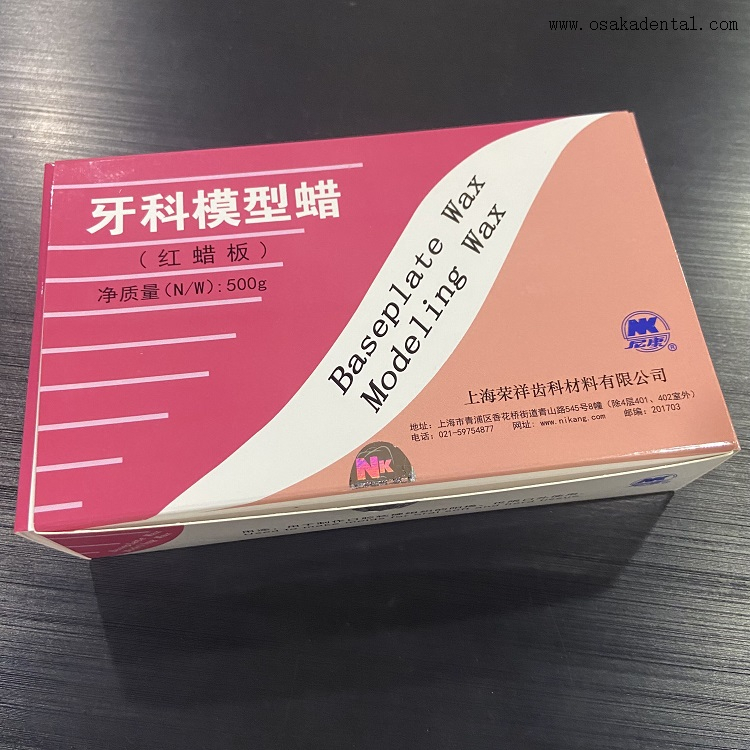 www.osakadental.com
牙科模型蜡
(红蜡板)
净质量(N/W):500g
Baseplate Wax
Modeling Wax
NK
尼康
上海荣祥齿科材料有限公司
地址：上海市青浦区香花桥街道青山路545号8幢（除4层401、402室外）
电话：021-59754877 网址：www.nikang.com 邮编：201703
NK
NK